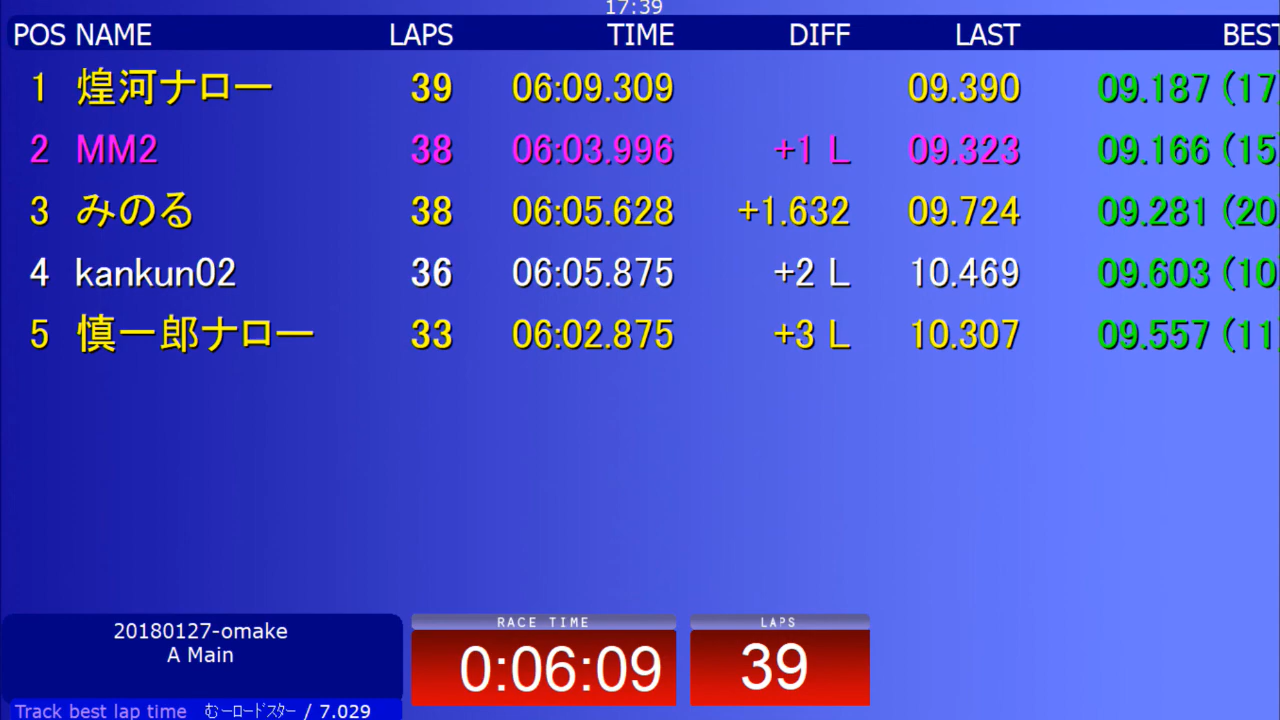 17:39
POS NAME LAPS TIME DIFF LAST BEST
1 煌河ナロー 39 06:09.309 09.390 09.187 (17
2 MM2 38 06:03.996 +1 L 09.323 09.166 (15
3 みのる 38 06:05.628 +1.632 09.724 09.281 (20
4 kankun02 36 06:05.875 +2 L 10.469 09.603 (10
5 慎一郎ナロー 33 06:02.875 +3 L 10.307 09.557 (11
20180127-omake
A Main
RACE TIME
0:06:09
LAPS
39
Track best lap time むーロードスター / 7.029